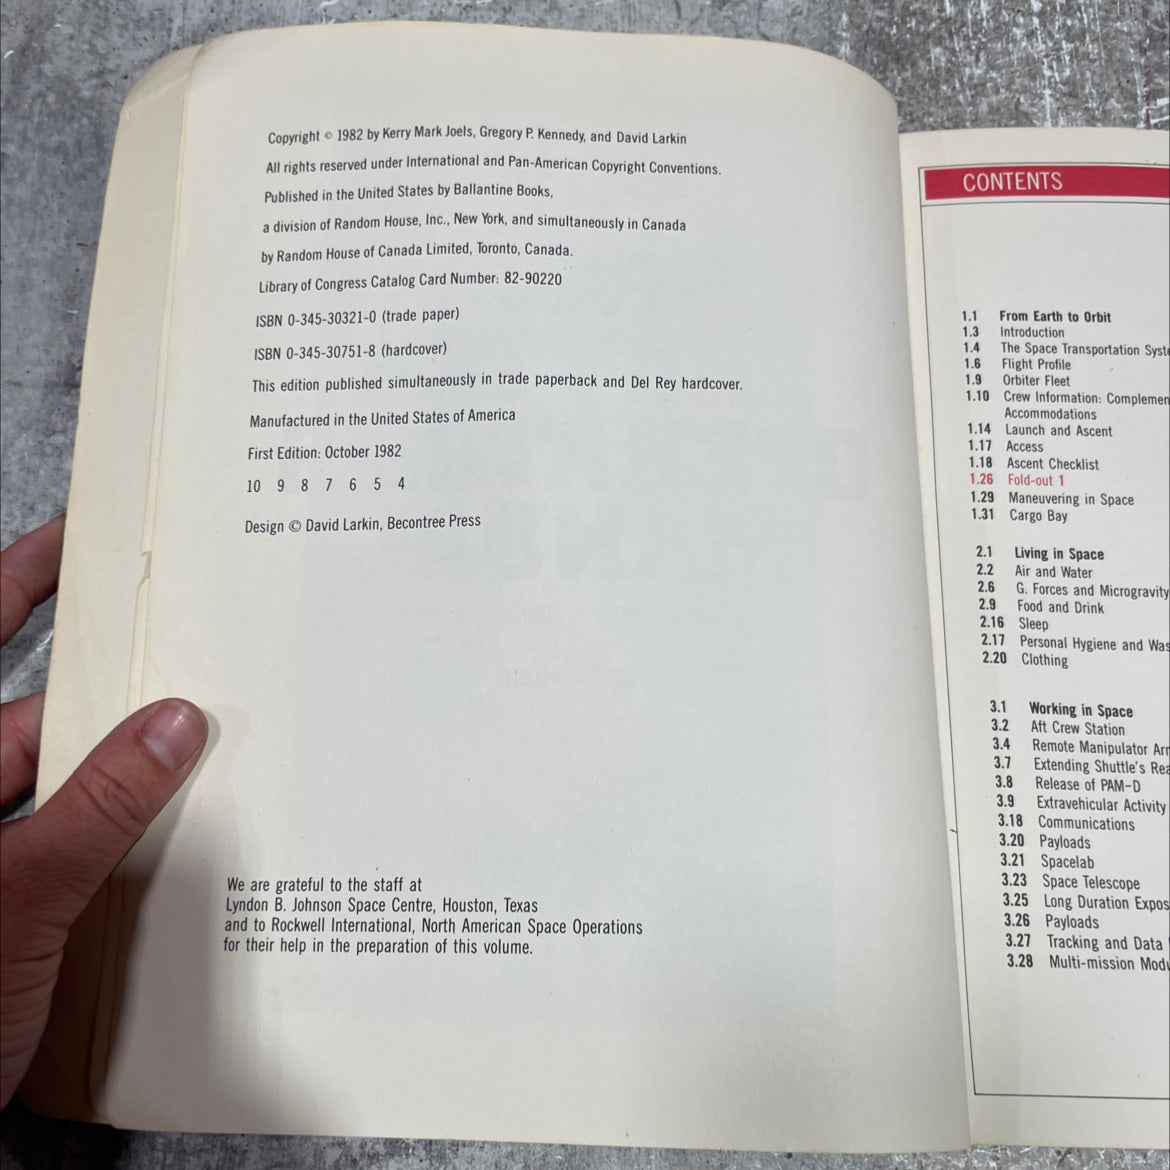 Copyright © 1982 by Kerry Mark Joels, Gregory P. Kennedy, and David Larkin
All rights reserved under International and Pan-American Copyright Conventions.
Published in the United States by Ballantine Books,
a division of Random House, Inc., New York, and simultaneously in Canada
by Random House of Canada Limited, Toronto, Canada.
Library of Congress Catalog Card Number: 82-90220
ISBN 0-345-30321-0 (trade paper)
ISBN 0-345-30751-8 (hardcover)
This edition published simultaneously in trade paperback and Del Rey hardcover.
Manufactured in the United States of America
First Edition: October 1982
10 9 8 7 6 5 4
Design © David Larkin, Becontree Press
We are grateful to the staff at
Lyndon B. Johnson Space Centre, Houston, Texas
and to Rockwell International, North American Space Operations
for their help in the preparation of this volume.
CONTENTS
1.1 From Earth to Orbit
1.3 Introduction
1.4 The Space Transportation Syst
1.6 Flight Profile
1.9 Orbiter Fleet
1.10 Crew Information: Complemen
Accommodations
1.14 Launch and Ascent
1.17 Access
1.18 Ascent Checklist
1.26 Fold-out 1
1.29 Maneuvering in Space
1.31 Cargo Bay
2.1 Living in Space
2.2 Air and Water
2.6 G. Forces and Microgravity
2.9 Food and Drink
2.16 Sleep
2.17 Personal Hygiene and Was
2.20 Clothing
3.1 Working in Space
3.2 Aft Crew Station
3.4 Remote Manipulator Arm
3.7 Extending Shuttle's Rea
3.8 Release of PAM-D
3.9 Extravehicular Activity
3.18 Communications
3.20 Payloads
3.21 Spacelab
3.23 Space Telescope
3.25 Long Duration Expos
3.26 Payloads
3.27 Tracking and Data
3.28 Multi-mission Modu